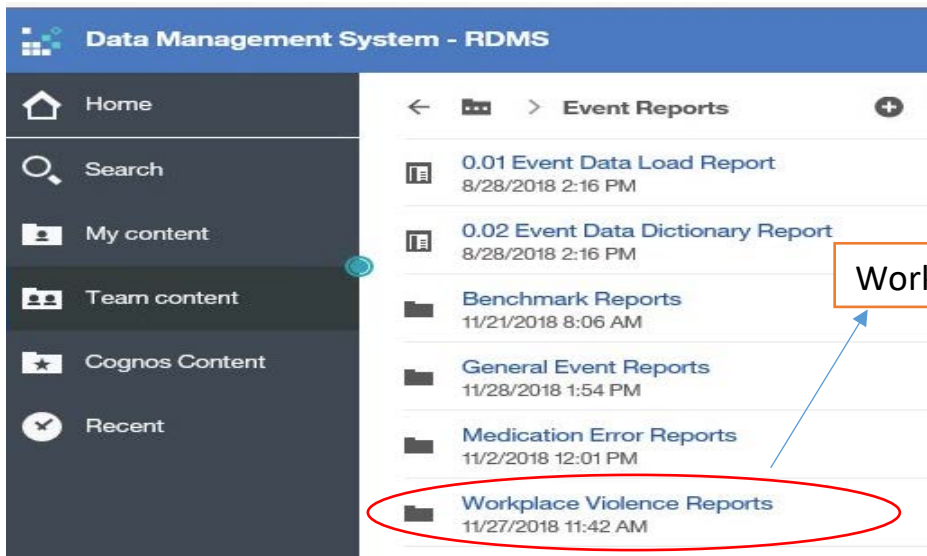 Data Management System - RDMS
Home
Search
My content
Team content
Cognos Content
Recent
Event Reports
0.01 Event Data Load Report
8/28/2018 2:16 PM
0.02 Event Data Dictionary Report
8/28/2018 2:16 PM
Benchmark Reports
11/21/2018 8:06 AM
General Event Reports
11/28/2018 1:54 PM
Medication Error Reports
11/2/2018 12:01 PM
Workplace Violence Reports
11/27/2018 11:42 AM